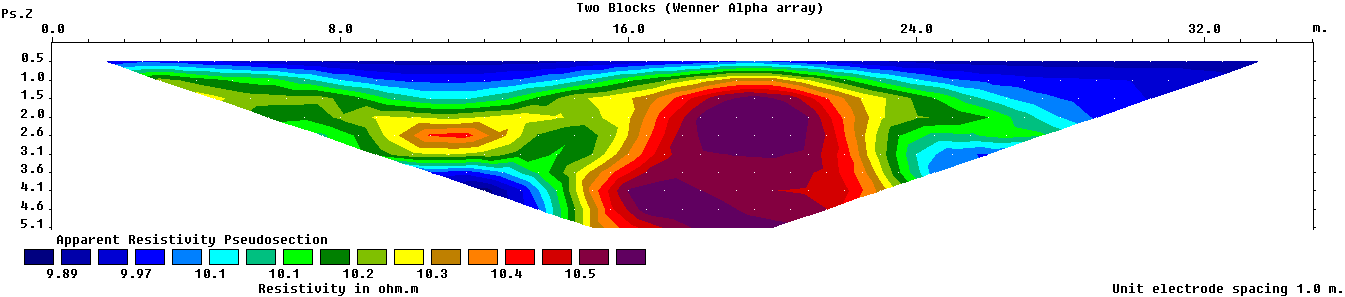 Two Blocks (Wenner Alpha array)
Ps.Z
0.0 8.0 16.0 24.0 32.0 m.
0.5
1.0
1.5
2.0
2.6
3.1
3.6
4.1
4.6
5.1
Apparent Resistivity Pseudosection
9.89 9.97 10.1 10.1 10.2 10.3 10.4 10.5
Resistivity in ohm.m
Unit electrode spacing 1.0 m.